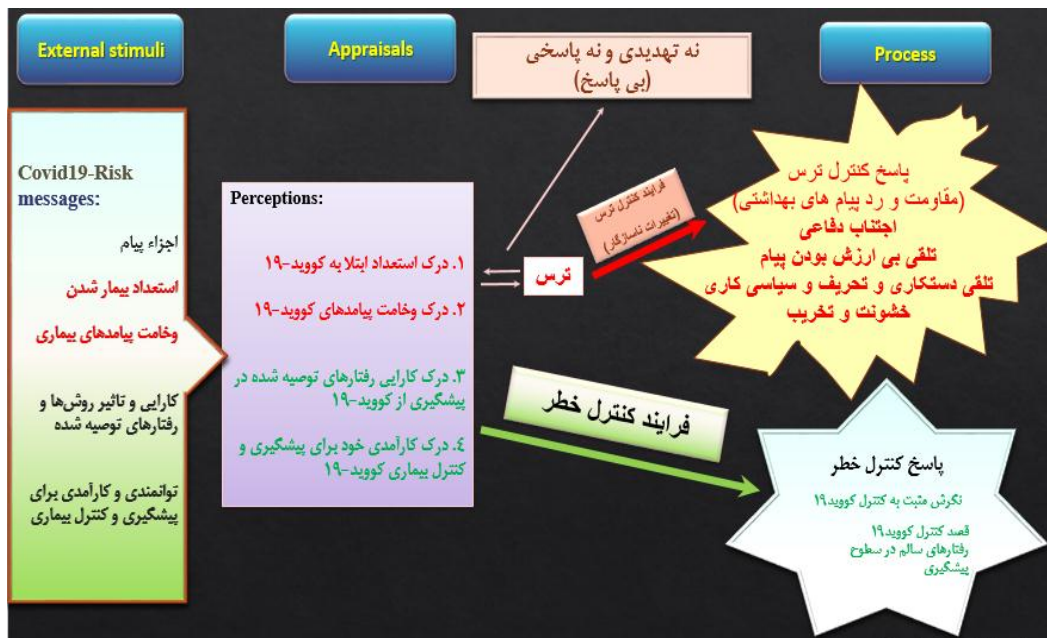 External stimuli
Appraisals
Process
نه تهدیدی و نه پاسخی
(بی پاسخ)
Covid19-Risk
messages:
اجزاء پیام
استعداد بیمار شدن
وخامت پیامدهای بیماری
کارایی و تاثیر روش‌ها و
رفتارهای توصیه شده
توانمندی و کارآمدی برای
پیشگیری و کنترل بیماری
Perceptions:
۱. درک استعداد ابتلا به کووید-۱۹
۲. درک وخامت پیامدهای کووید-۱۹
۳. درک کارایی رفتارهای توصیه شده در
پیشگیری از کووید-۱۹
۴. درک کارآمدی خود برای پیشگیری و
کنترل بیماری کووید-۱۹
ترس
فرایند کنترل ترس
(تغییرات ناسازگار)
پاسخ کنترل ترس
(مقاومت و رد پیام های بهداشتی)
اجتناب دفاعی
تلقی بی ارزش بودن پیام
تلقی دستکاری و تحریف و سیاسی کاری
خشونت و تخریب
فرایند کنترل خطر
پاسخ کنترل خطر
نگرش مثبت به کنترل کووید۱۹
قصد کنترل کووید۱۹
رفتارهای سالم در سطوح
پیشگیری